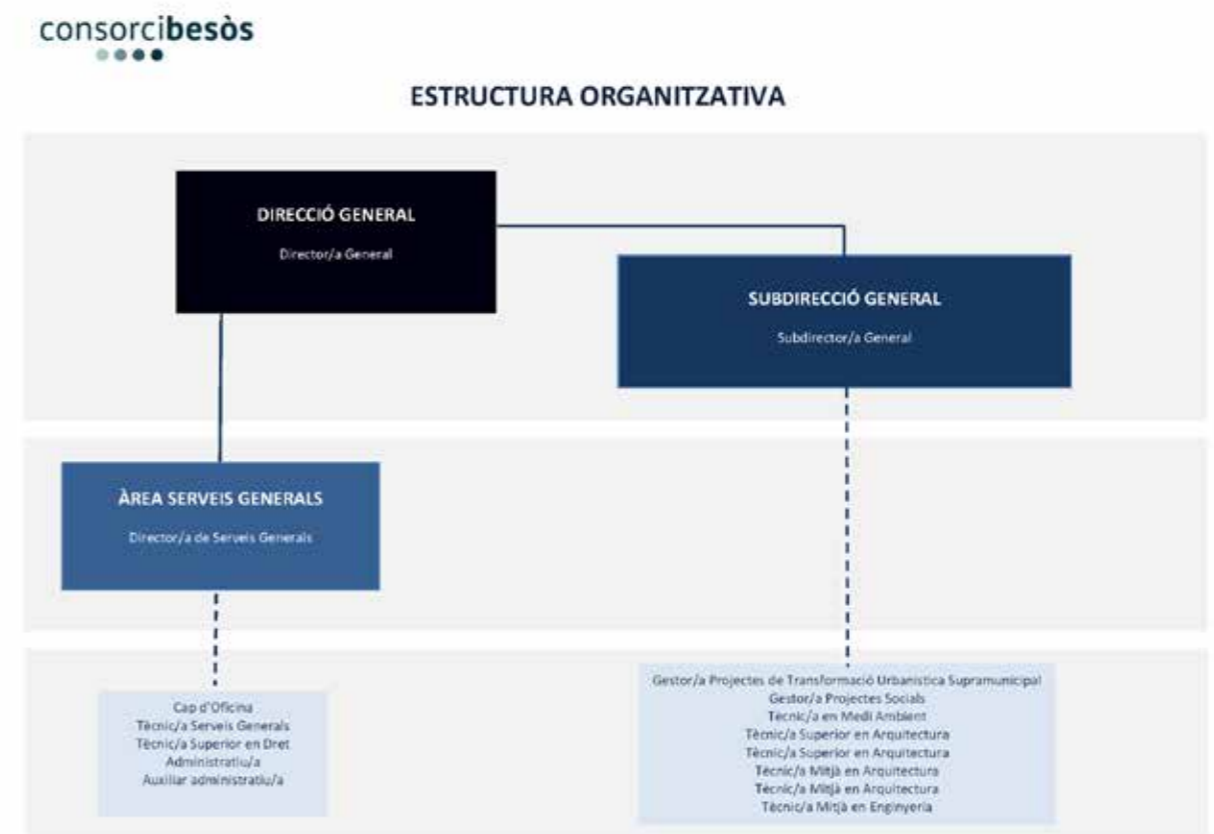 consorcibesòs
ESTRUCTURA ORGANITZATIVA
DIRECCIÓ GENERAL
Director/a General
SUBDIRECCIÓ GENERAL
Subdirector/a General
ÀREA SERVEIS GENERALS
Director/a de Serveis Generals
Cap d'Oficina
Tècnic/a Serveis Generals
Tècnic/a Superior en Dret
Administratiu/a
Auxiliar administratiu/a
Gestor/a Projectes de Transformació Urbanística Supramunicipal
Gestor/a Projectes Socials
Tècnic/a en Medi Ambient
Tècnic/a Superior en Arquitectura
Tècnic/a Superior en Arquitectura
Tècnic/a Mitjà en Arquitectura
Tècnic/a Mitjà en Arquitectura
Tècnic/a Mitjà en Enginyeria